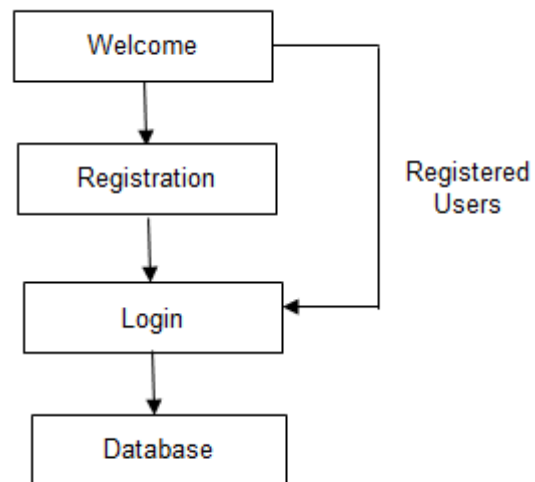 Welcome
Registration
Registered
Users
Login
Database